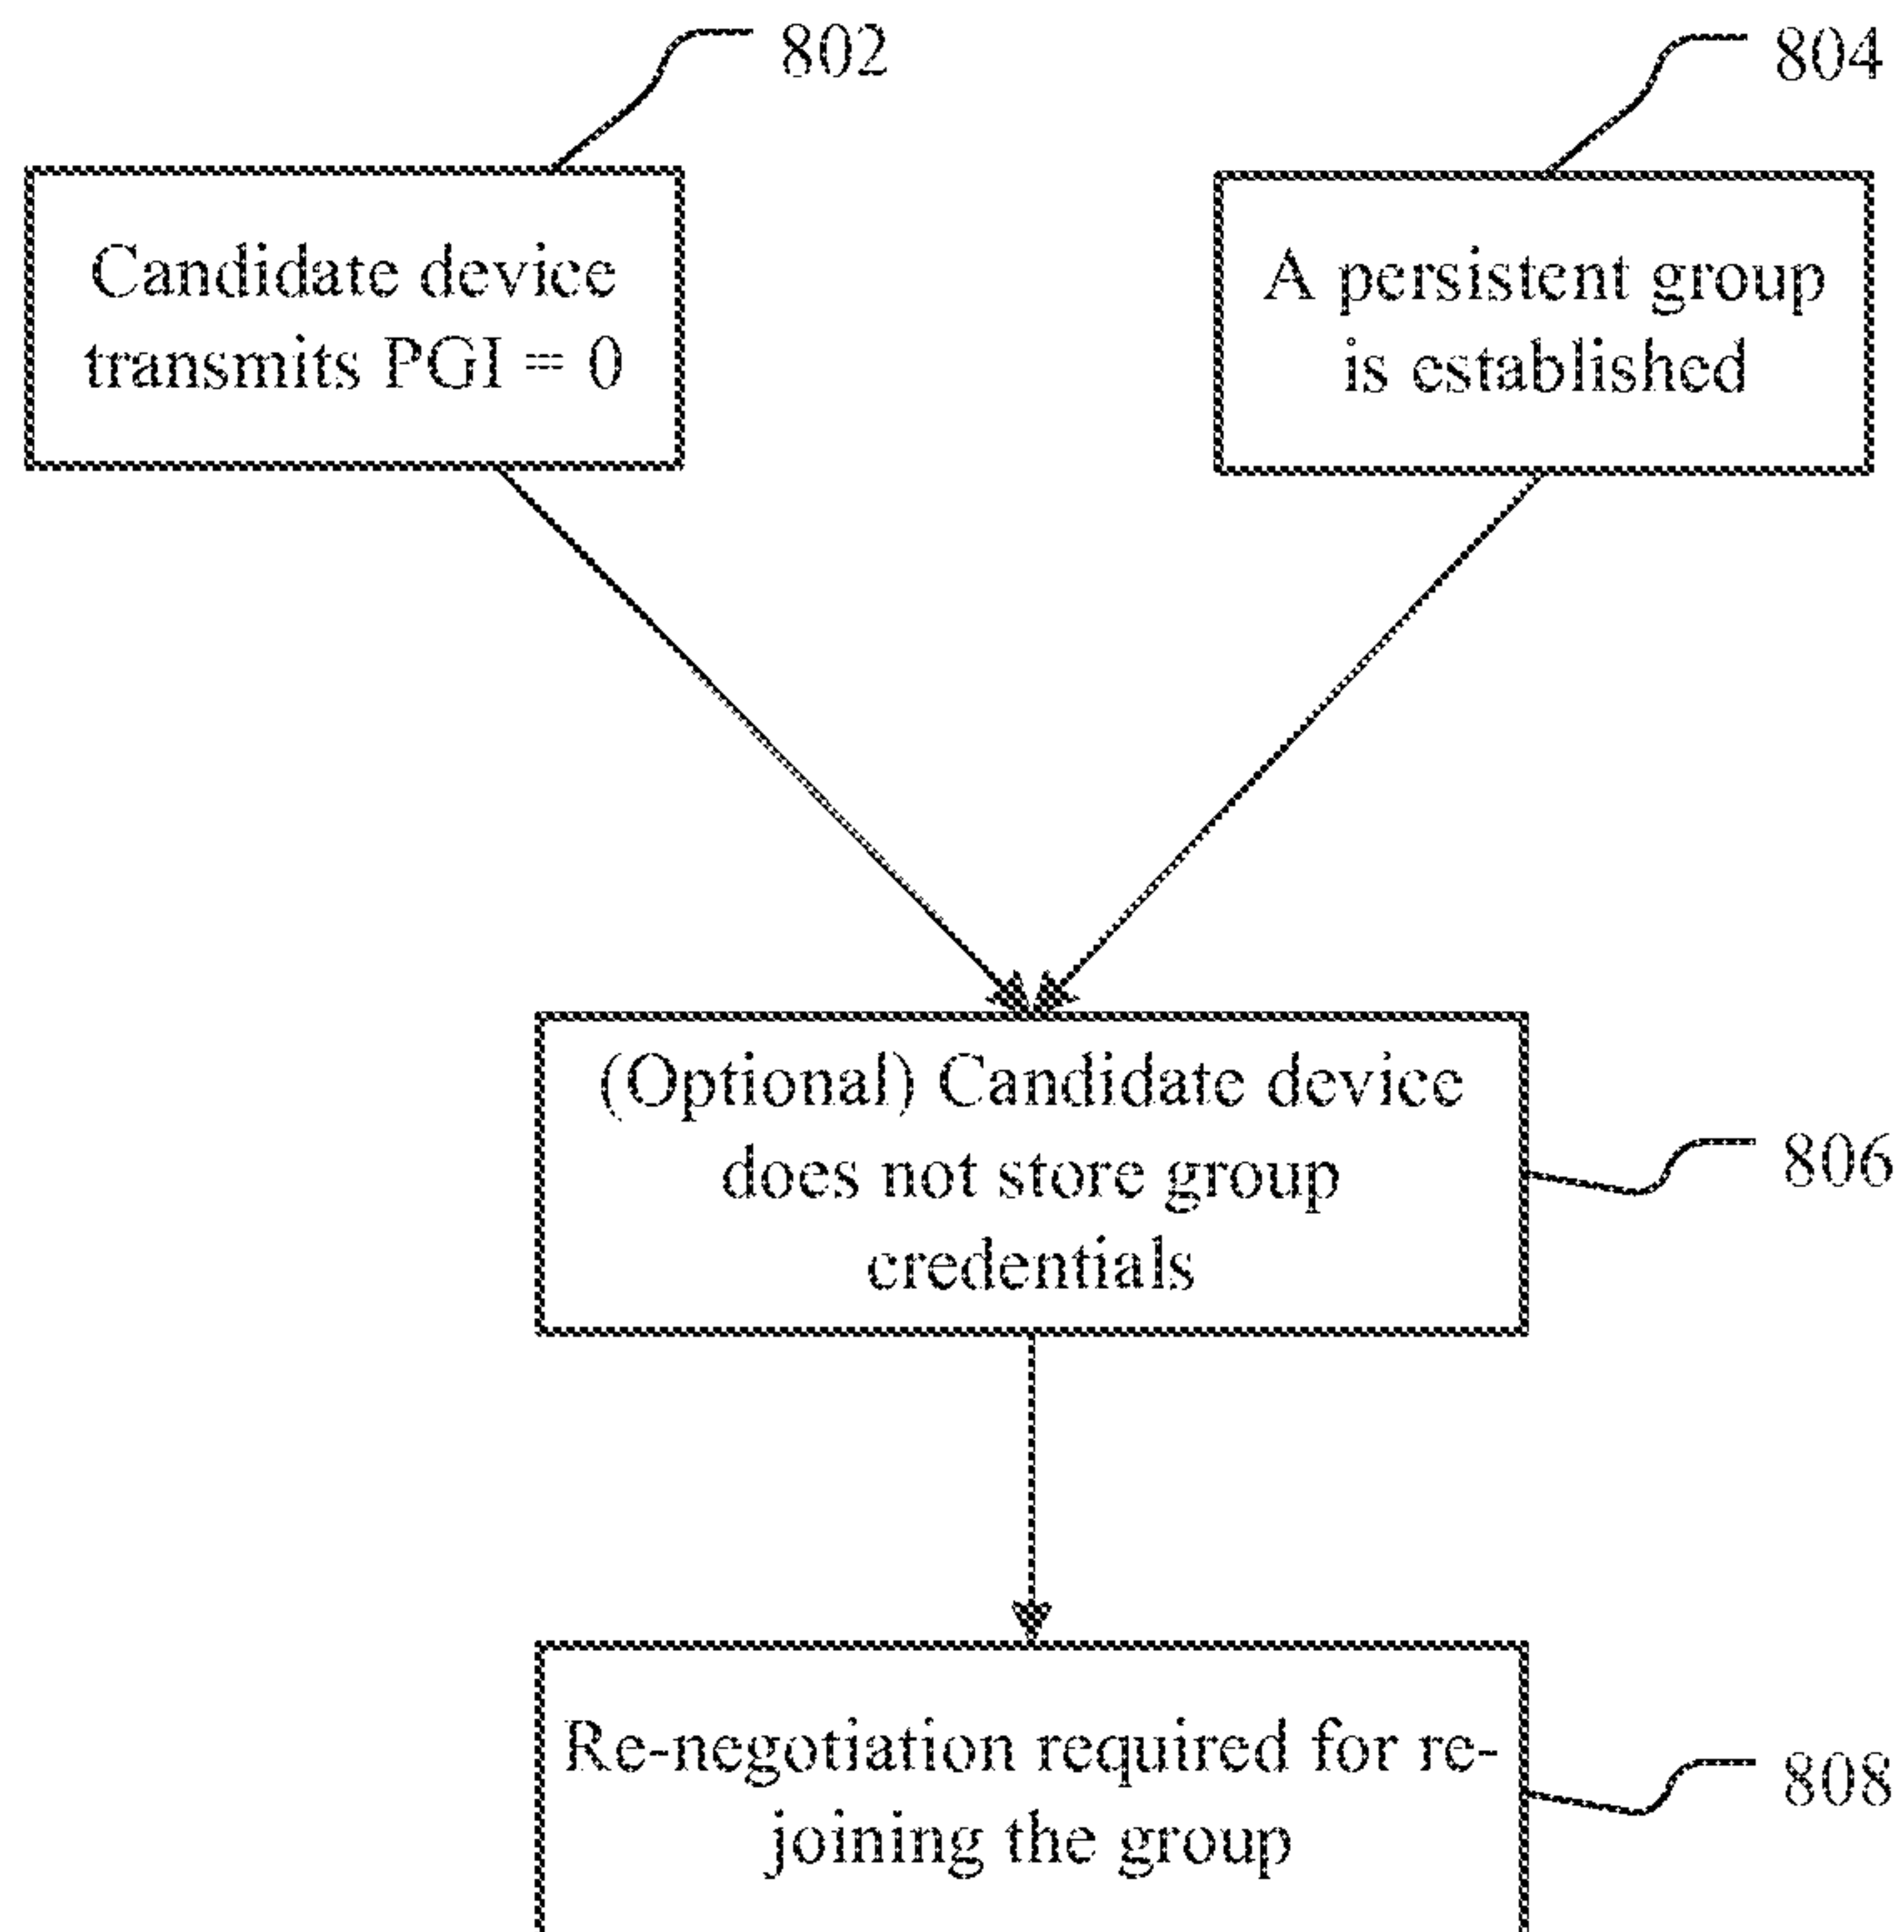 802
804
Candidate device
transmits PGI = 0
A persistent group
is established
(Optional) Candidate device
does not store group
credentials
806
Re-negotiation required for re-
joining the group
808